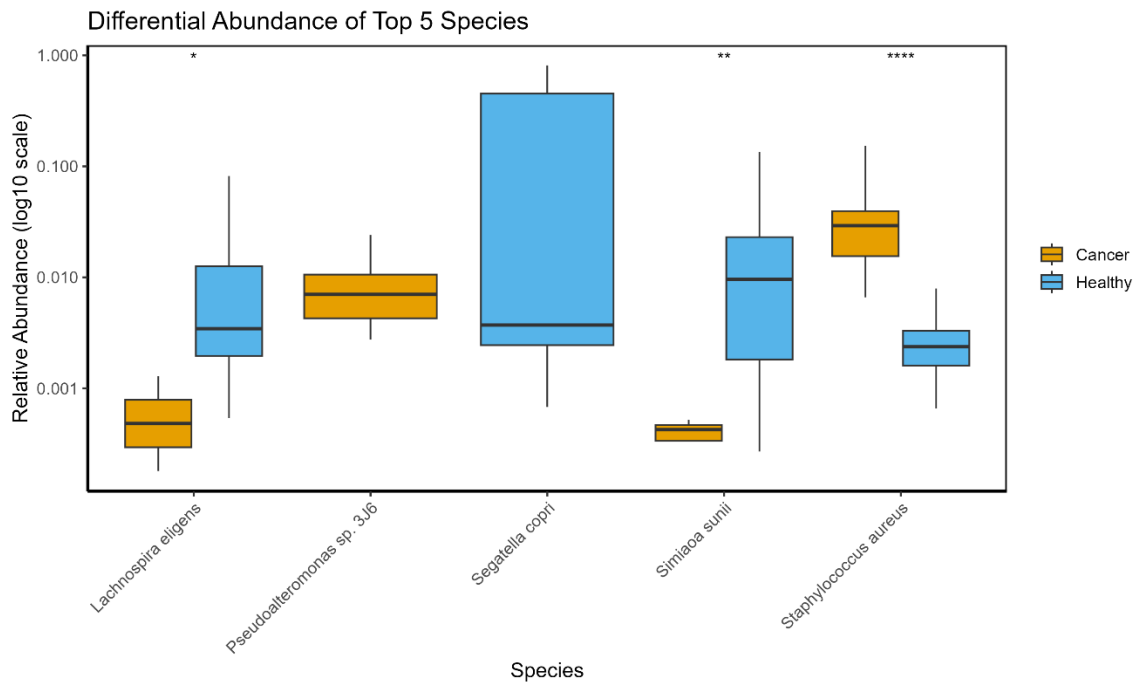 Differential Abundance of Top 5 Species
Relative Abundance (log10 scale)
1.000
0.100
0.010
0.001
*
**
****
Cancer
Healthy
Lachnospira eligens
Pseudoalteromonas sp. 3J6
Segatella copri
Simiaoa sunii
Staphylococcus aureus
Species